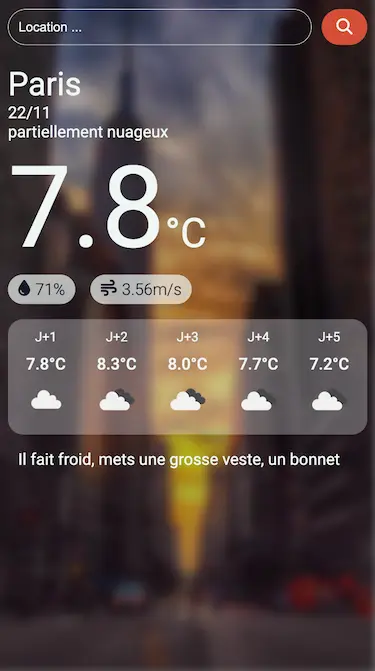 Location ...
Paris
22/11
partiellement nuageux
7.8°C
71% 3.56m/s
J+1 J+2 J+3 J+4 J+5
7.8°C 8.3°C 8.0°C 7.7°C 7.2°C
Il fait froid, mets une grosse veste, un bonnet